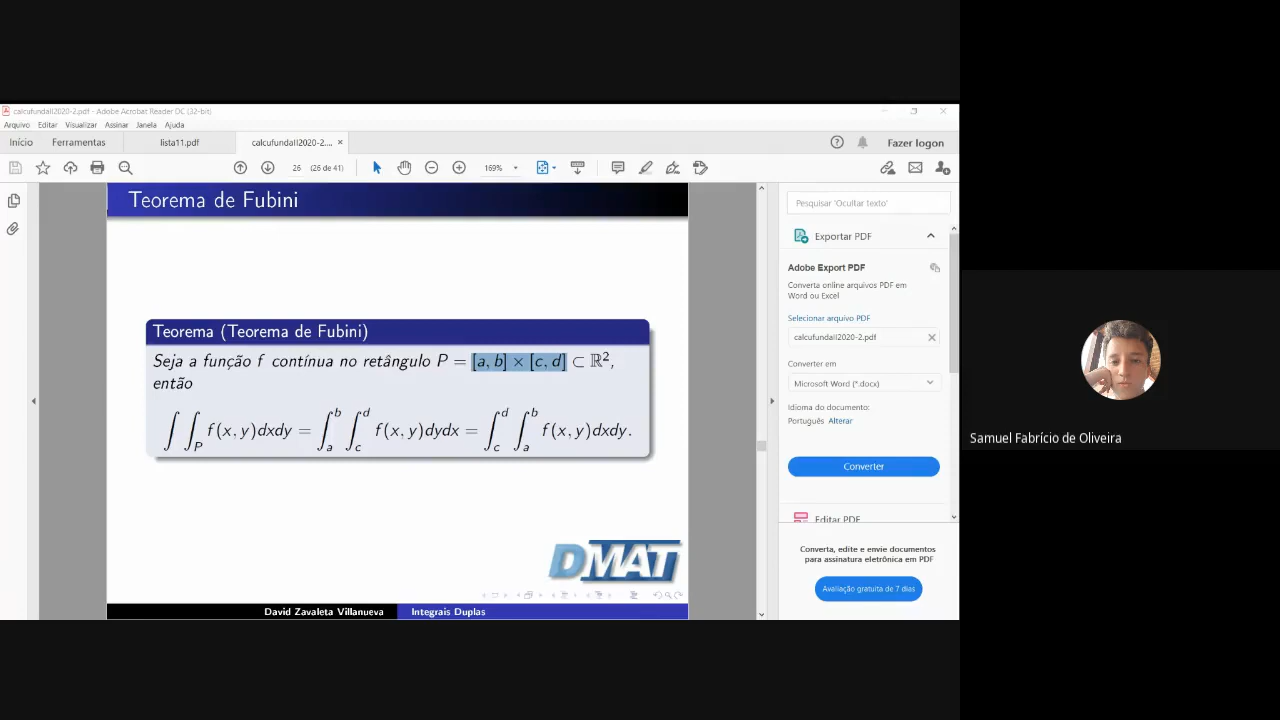 calcufundaII2020-2.pdf - Adobe Acrobat Reader DC (32-bit)
Arquivo Editar Visualizar Assinar Janela Ajuda
Início Ferramentas lista11.pdf calcufundaII2020-2.... × Fazer logon
26 (26 de 41) 169%
Teorema de Fubini
Teorema (Teorema de Fubini)
Seja a função f contínua no retângulo P = [a, b] × [c, d] ⊂ ℝ²,
então
∫∫_P f(x, y)dxdy = ∫_a^b ∫_c^d f(x, y)dydx = ∫_c^d ∫_a^b f(x, y)dxdy.
DMAT
David Zavaleta Villanueva Integrais Duplas
Pesquisar 'Ocultar texto'
Exportar PDF
Adobe Export PDF
Converta online arquivos PDF em
Word ou Excel
Selecionar arquivo PDF
calcufundaII2020-2.pdf
Converter em
Microsoft Word (*.docx)
Idioma do documento:
Português Alterar
Converter
Editar PDF
Converta, edite e envie documentos
para assinatura eletrônica em PDF
Avaliação gratuita de 7 dias
Samuel Fabrício de Oliveira